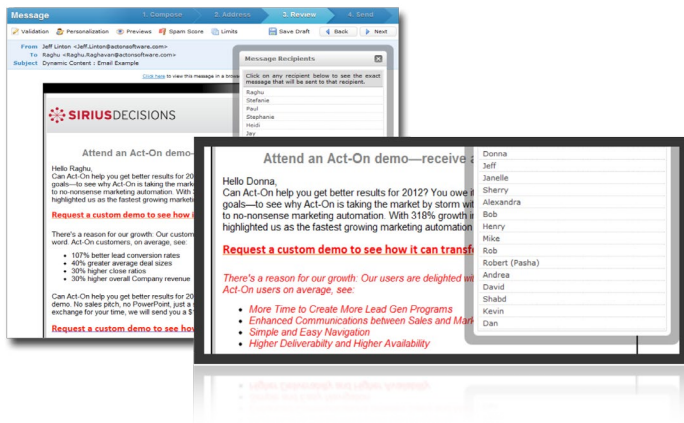 Message
1. Compose
2. Address
3. Review
4. Send
Validation
Personalization
Previews
Spam Score
Limits
Save Draft
Back
Next
From Jeff Linton <Jeff.Linton@actonsoftware.com>
To Raghu <Raghu.Raghavan@actonsoftware.com>
Subject Dynamic Content : Email Example
Click here to view this message in a brows
SIRIUSDECISIONS
Attend an Act-On demo-
Hello Raghu,
Can Act-On help you get better results for 20
goals—to see why Act-On is taking the mark
to no-nonsense marketing automation. With
highlighted us as the fastest growing marketi
Request a custom demo to see how i
There's a reason for our growth: Our custom
word. Act-On customers, on average, see:
• 107% better lead conversion rates
• 40% greater average deal sizes
• 30% higher close ratios
• 30% higher overall Company revenue
Can Act-On help you get better results for 20
demo. No sales pitch, no PowerPoint, just a
exchange for your time, we will send you a $
Request a custom demo to see how
Message Recipients
Click on any recipient below to see the exact
message that will be sent to that recipient.
Raghu
Stefanie
Paul
Stephanie
Heidi
Jay
Attend an Act-On demo—receive a
Hello Donna,
Can Act-On help you get better results for 2012? You owe i
goals—to see why Act-On is taking the market by storm wit
to no-nonsense marketing automation. With 318% growth i
highlighted us as the fastest growing marketing automation
Request a custom demo to see how it can transf
There's a reason for our growth: Our users are delighted wi
Act-On users on average, see:
• More Time to Create More Lead Gen Programs
• Enhanced Communications between Sales and Mark
• Simple and Easy Navigation
• Higher Deliverabilty and Higher Availability
Donna
Jeff
Janelle
Sherry
Alexandra
Bob
Henry
Mike
Rob
Robert (Pasha)
Andrea
David
Shabd
Kevin
Dan